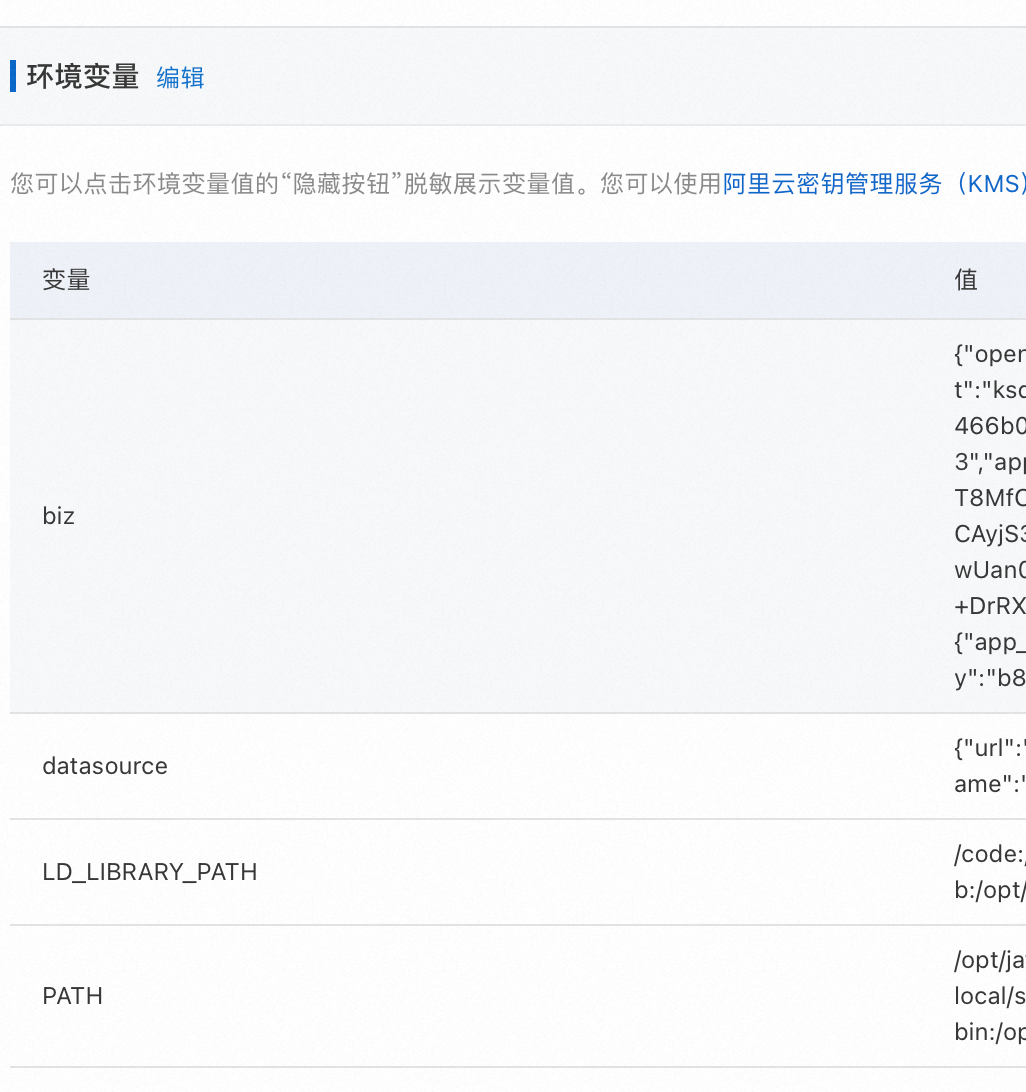 环境变量 编辑
您可以点击环境变量值的“隐藏按钮”脱敏展示变量值。您可以使用阿里云密钥管理服务（KMS）
变量 值
biz
{"open
t":"ksc
466b0
3","app
T8MfC
CAyjS3
wUan0
+DrRX
{"app_
y":"b8
datasource
{"url":"
ame":"
LD_LIBRARY_PATH
/code:/
b:/opt/
PATH
/opt/ja
local/s
bin:/op